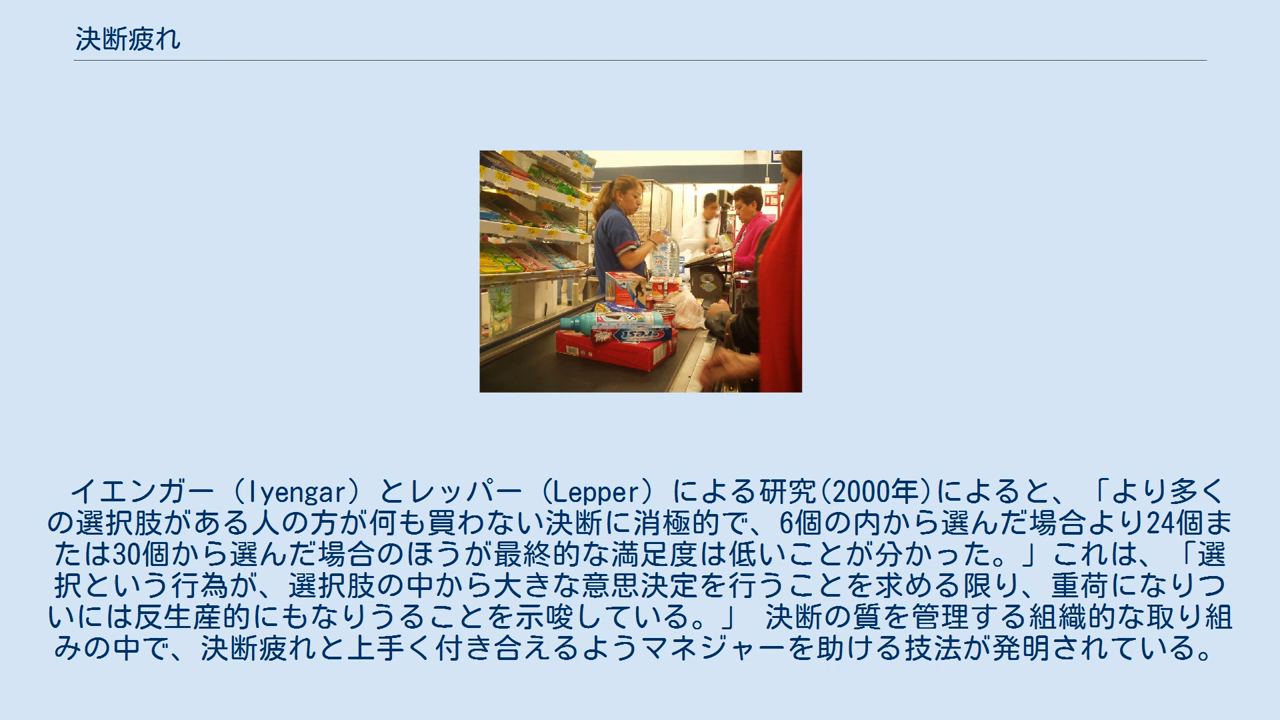 決断疲れ
イエンガー（Iyengar）とレッパー（Lepper）による研究(2000年)によると、「より多く
の選択肢がある人の方が何も買わない決断に消極的で、6個の内から選んだ場合より24個ま
たは30個から選んだ場合のほうが最終的な満足度は低いことが分かった。」これは、「選
択という行為が、選択肢の中から大きな意思決定を行うことを求める限り、重荷になりつ
いには反生産的にもなりうることを示唆している。」 決断の質を管理する組織的な取り組
みの中で、決断疲れと上手く付き合えるようマネジャーを助ける技法が発明されている。